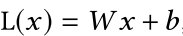 L(x) = Wx + b,